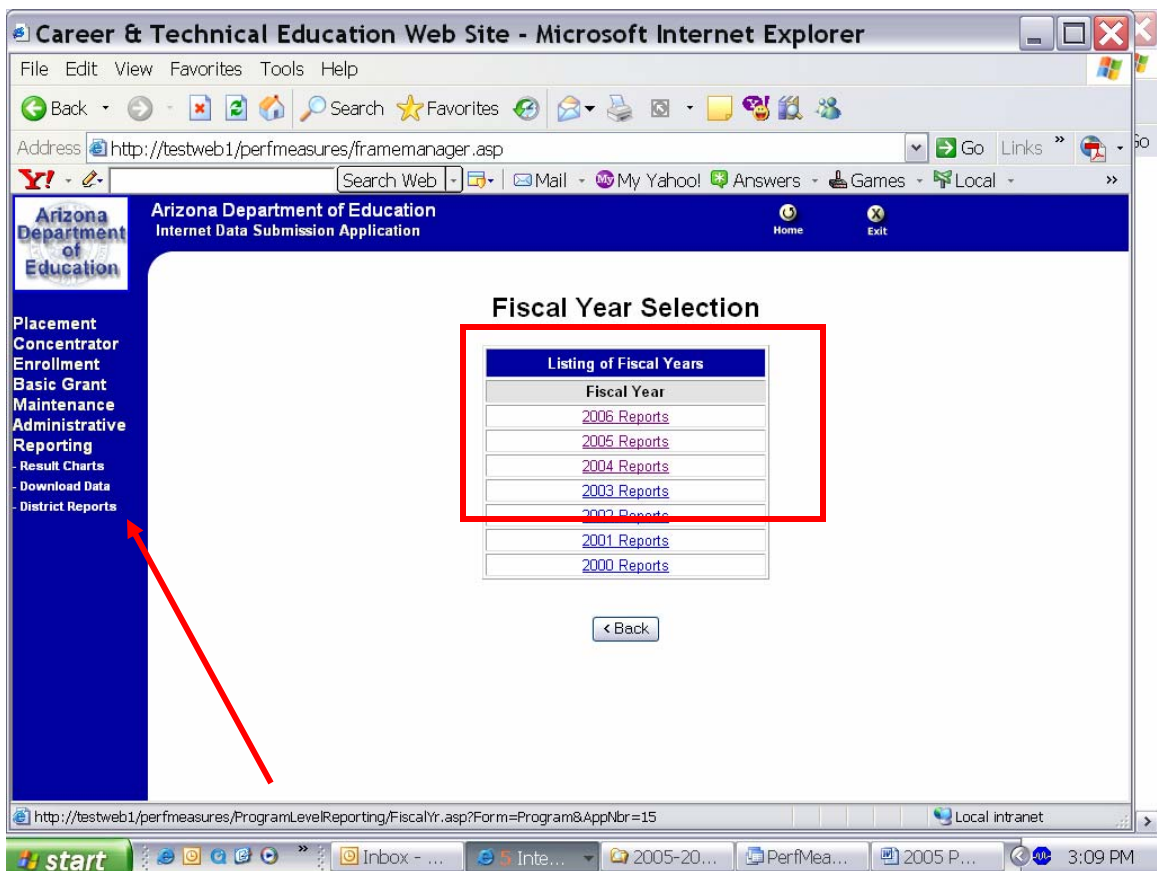 Career & Technical Education Web Site - Microsoft Internet Explorer
File Edit View Favorites Tools Help
Back Search Favorites
Address http://testweb1/perfmeasures/framemanager.asp Go Links »
Go
Y! Search Web Mail My Yahoo! Answers Games Local »
Arizona
Department
of
Education
Arizona Department of Education
Internet Data Submission Application
Home Exit
Placement
Concentrator
Enrollment
Basic Grant
Maintenance
Administrative
Reporting
- Result Charts
- Download Data
- District Reports
Fiscal Year Selection
Listing of Fiscal Years
Fiscal Year
2006 Reports
2005 Reports
2004 Reports
2003 Reports
2002 Reports
2001 Reports
2000 Reports
< Back
http://testweb1/perfmeasures/ProgramLevelReporting/FiscalYr.asp?Form=Program&AppNbr=15 Local intranet
start » Inbox - ... 5 Inte... 2005-20... PerfMea... 2005 P... 3:09 PM